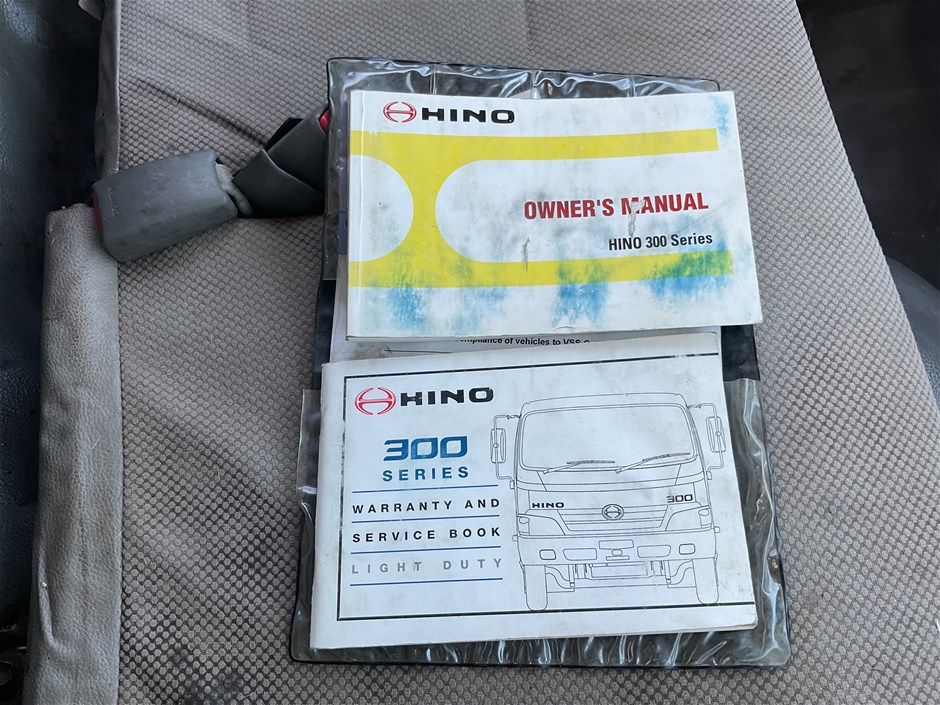 HINO
OWNER'S MANUAL
HINO 300 Series
compliance of vehicles to VSS
HINO
300
SERIES
WARRANTY AND
SERVICE BOOK
LIGHT DUTY
HINO
300